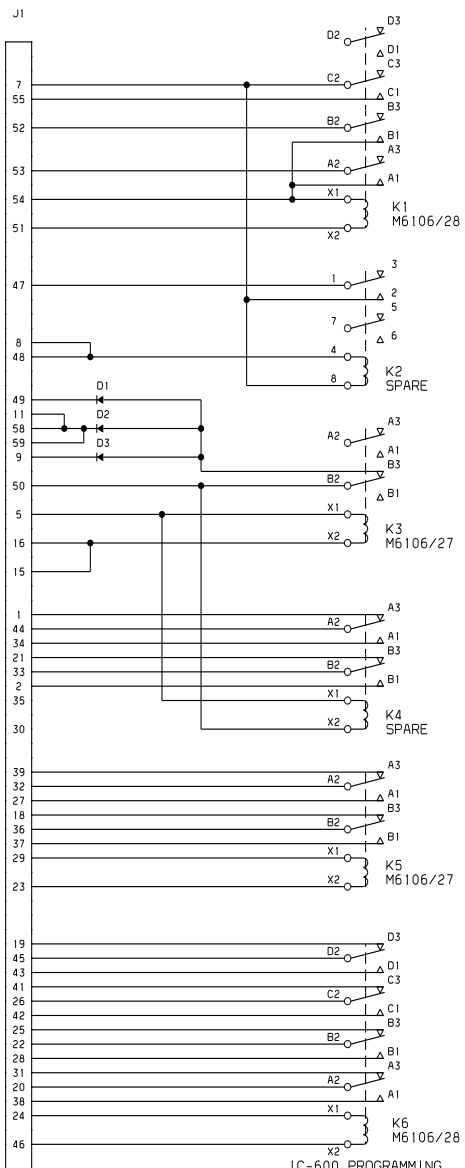 J1
D3
D2
D1
C3
7 C2
55 C1
B3
52 B2
B1
A3
53 A2
A1
54 X1
K1
M6106/28
51 X2
3
47 1
2
5
7
6
8
48 4
K2
8 SPARE
49 D1
11
58 D2
59
9 D3
A3
A2
A1
B3
50 B2
B1
5 X1
K3
16 X2 M6106/27
15
1 A3
44 A2
34 A1
21 B3
33 B2
2 B1
35 X1
K4
30 X2 SPARE
39 A3
32 A2
27 A1
18 B3
36 B2
37 B1
29 X1
K5
23 X2 M6106/27
19 D3
45 D2
43 D1
41 C3
26 C2
42 C1
25 B3
22 B2
28 B1
31 A3
20 A2
38 A1
24 X1
K6
M6106/28
46 X2
IC-600 PROGRAMMING